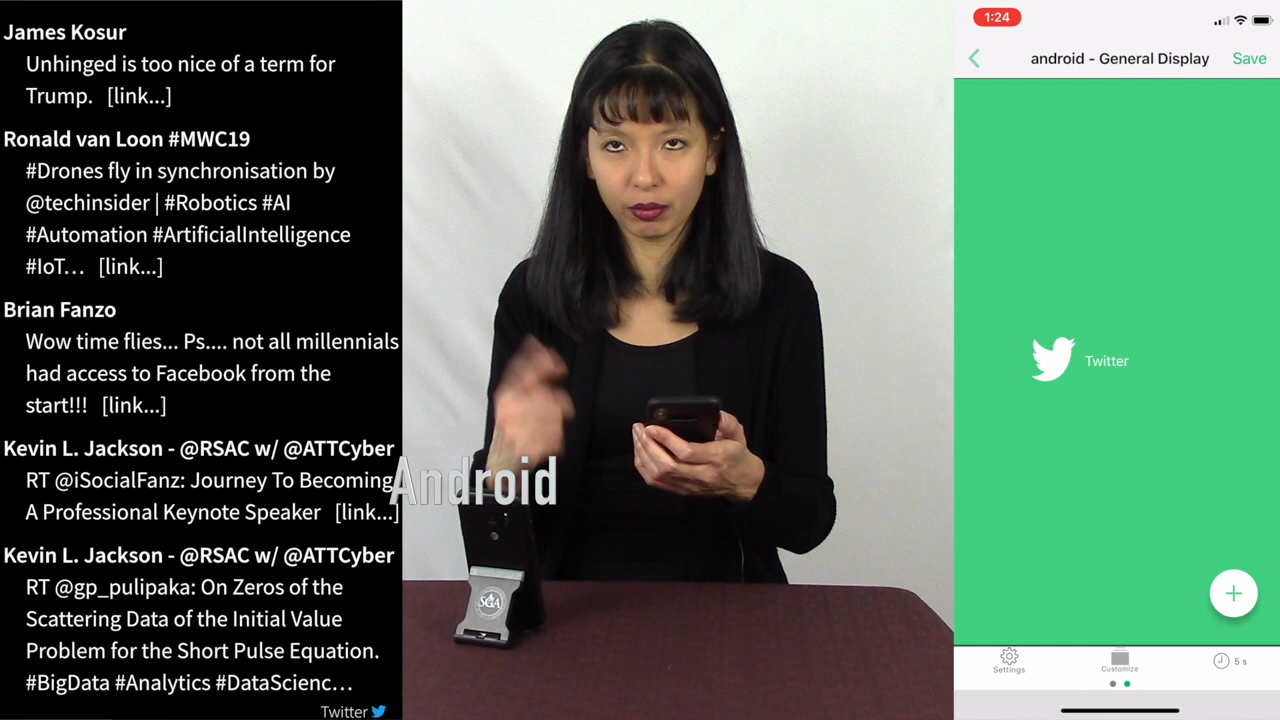 James Kosur
Unhinged is too nice of a term for
Trump. [link...]
Ronald van Loon #MWC19
#Drones fly in synchronisation by
@techinsider | #Robotics #AI
#Automation #ArtificialIntelligence
#IoT… [link...]
Brian Fanzo
Wow time flies... Ps.... not all millennials
had access to Facebook from the
start!!! [link...]
Kevin L. Jackson - @RSAC w/ @ATTCyber
RT @iSocialFanz: Journey To Becoming
A Professional Keynote Speaker [link...]
Kevin L. Jackson - @RSAC w/ @ATTCyber
RT @gp_pulipaka: On Zeros of the
Scattering Data of the Initial Value
Problem for the Short Pulse Equation.
#BigData #Analytics #DataScienc…
Twitter
Android
SGA
1:24
android - General Display
Save
Twitter
Settings
Customize
5 s